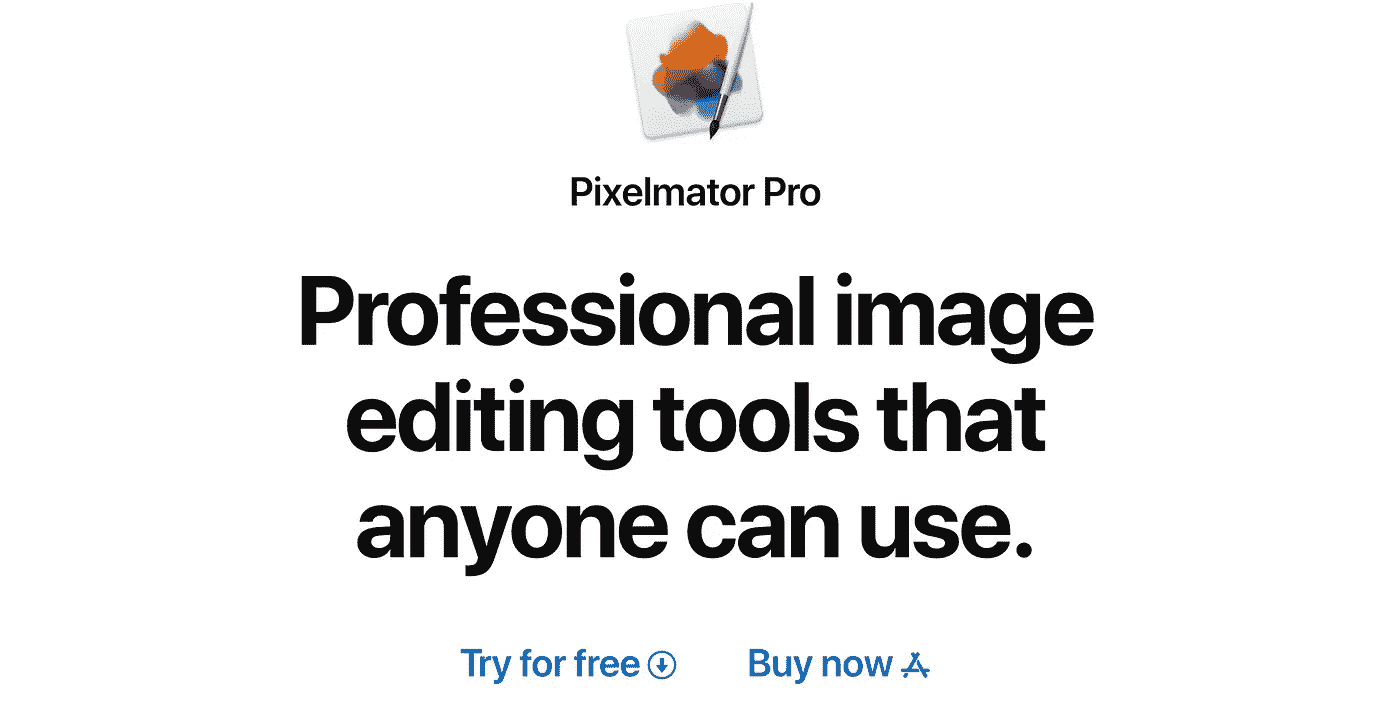 Pixelmator Pro
Professional image
editing tools that
anyone can use.
Try for free
Buy now